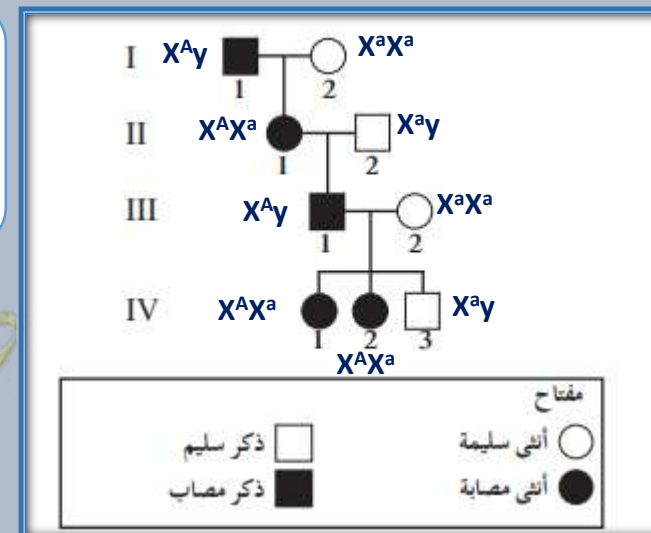 I XᴬY XᵃXᵃ
1 2
II XᴬXᵃ Xᵃy
1 2
III Xᴬy XᵃXᵃ
1 2
IV XᴬXᵃ Xᵃy
1 2 3
XᴬXᵃ
مفتاح
أنثى سليمة ذكر سليم
أنثى مصابة ذكر مصاب